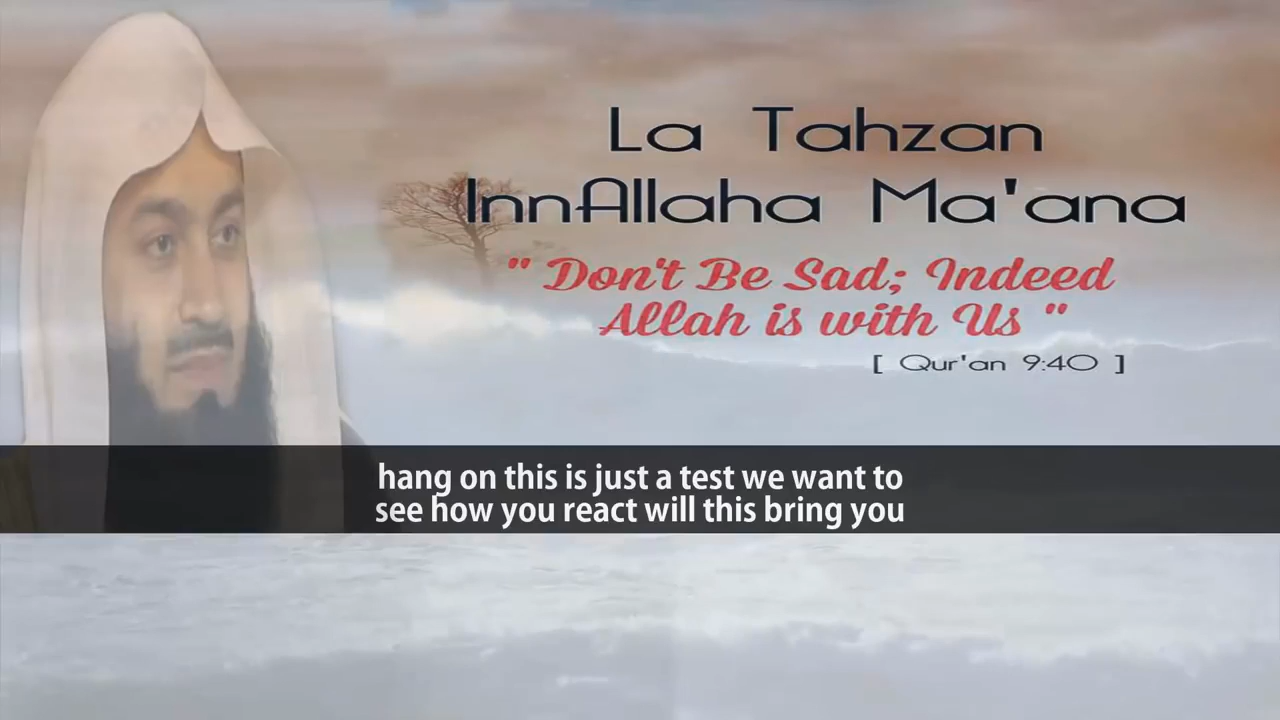 La Tahzan
InnAllaha Ma'ana
" Don't Be Sad; Indeed
Allah is with Us "
[ Qur'an 9:40 ]
hang on this is just a test we want to
see how you react will this bring you